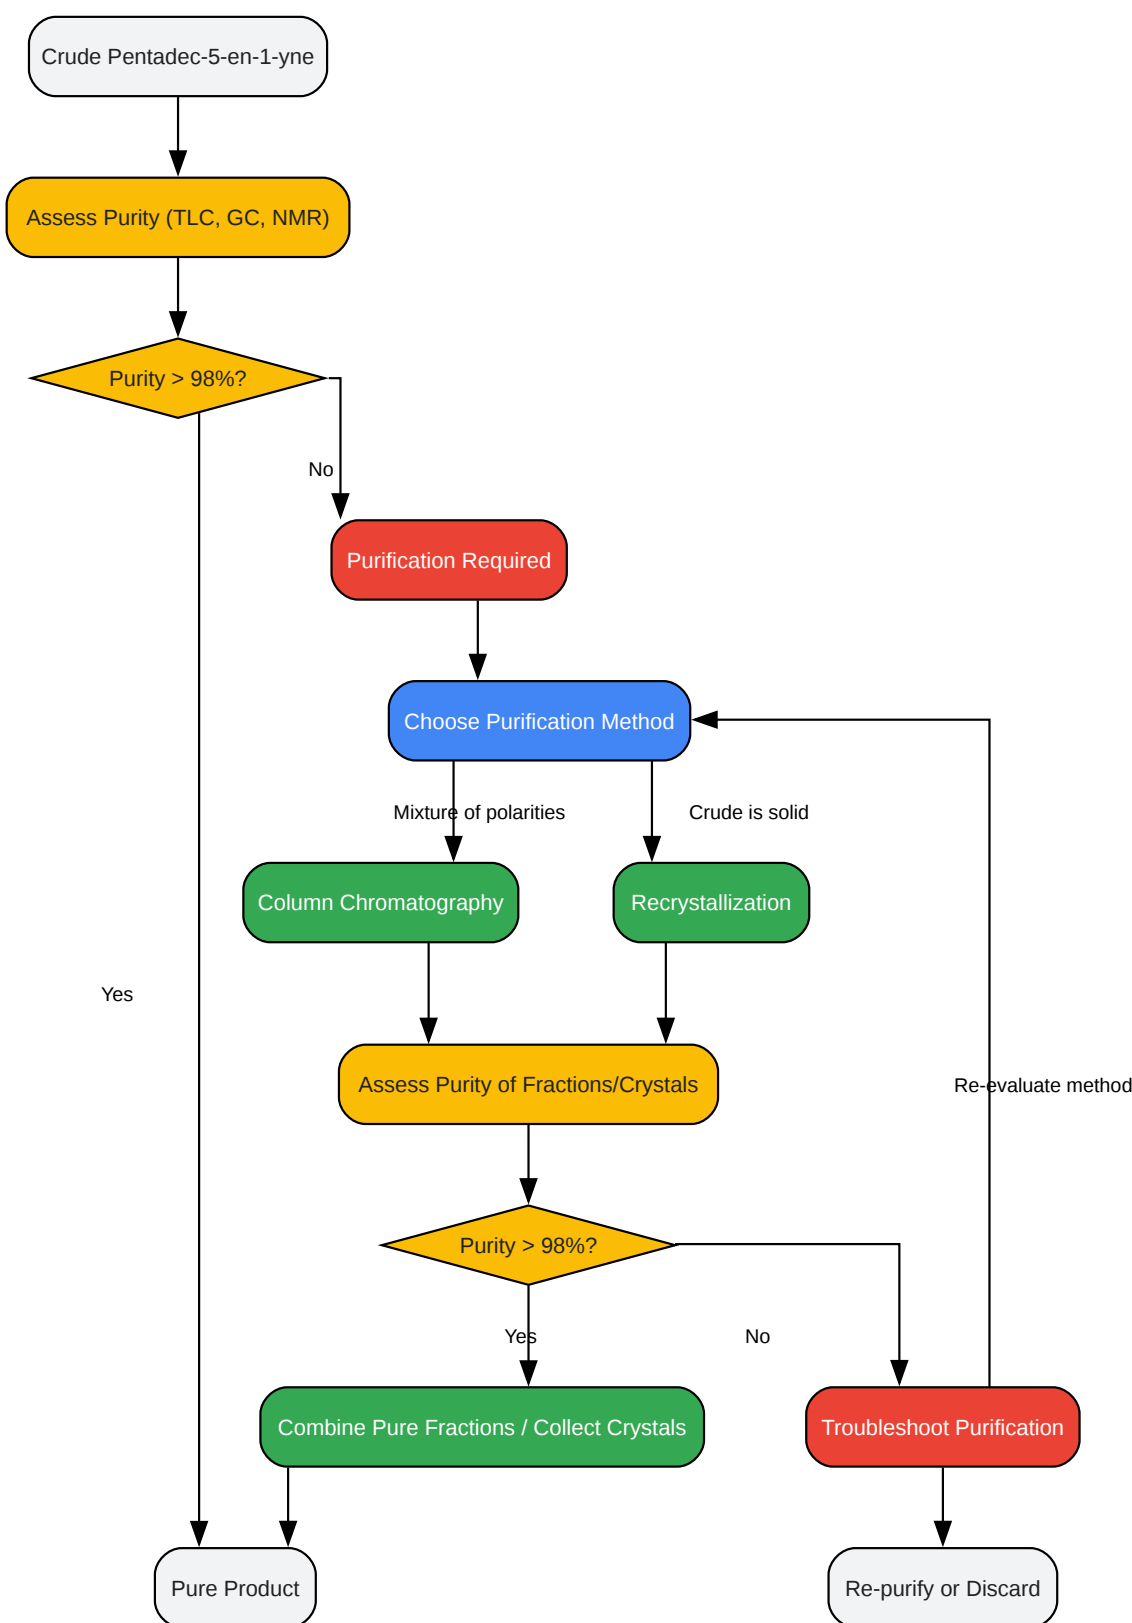 Crude Pentadec-5-en-1-yne
Assess Purity (TLC, GC, NMR)
Purity > 98%?
No
Purification Required
Choose Purification Method
Mixture of polarities
Crude is solid
Column Chromatography
Recrystallization
Yes
Assess Purity of Fractions/Crystals
Re-evaluate method
Purity > 98%?
Yes
No
Combine Pure Fractions / Collect Crystals
Troubleshoot Purification
Pure Product
Re-purify or Discard